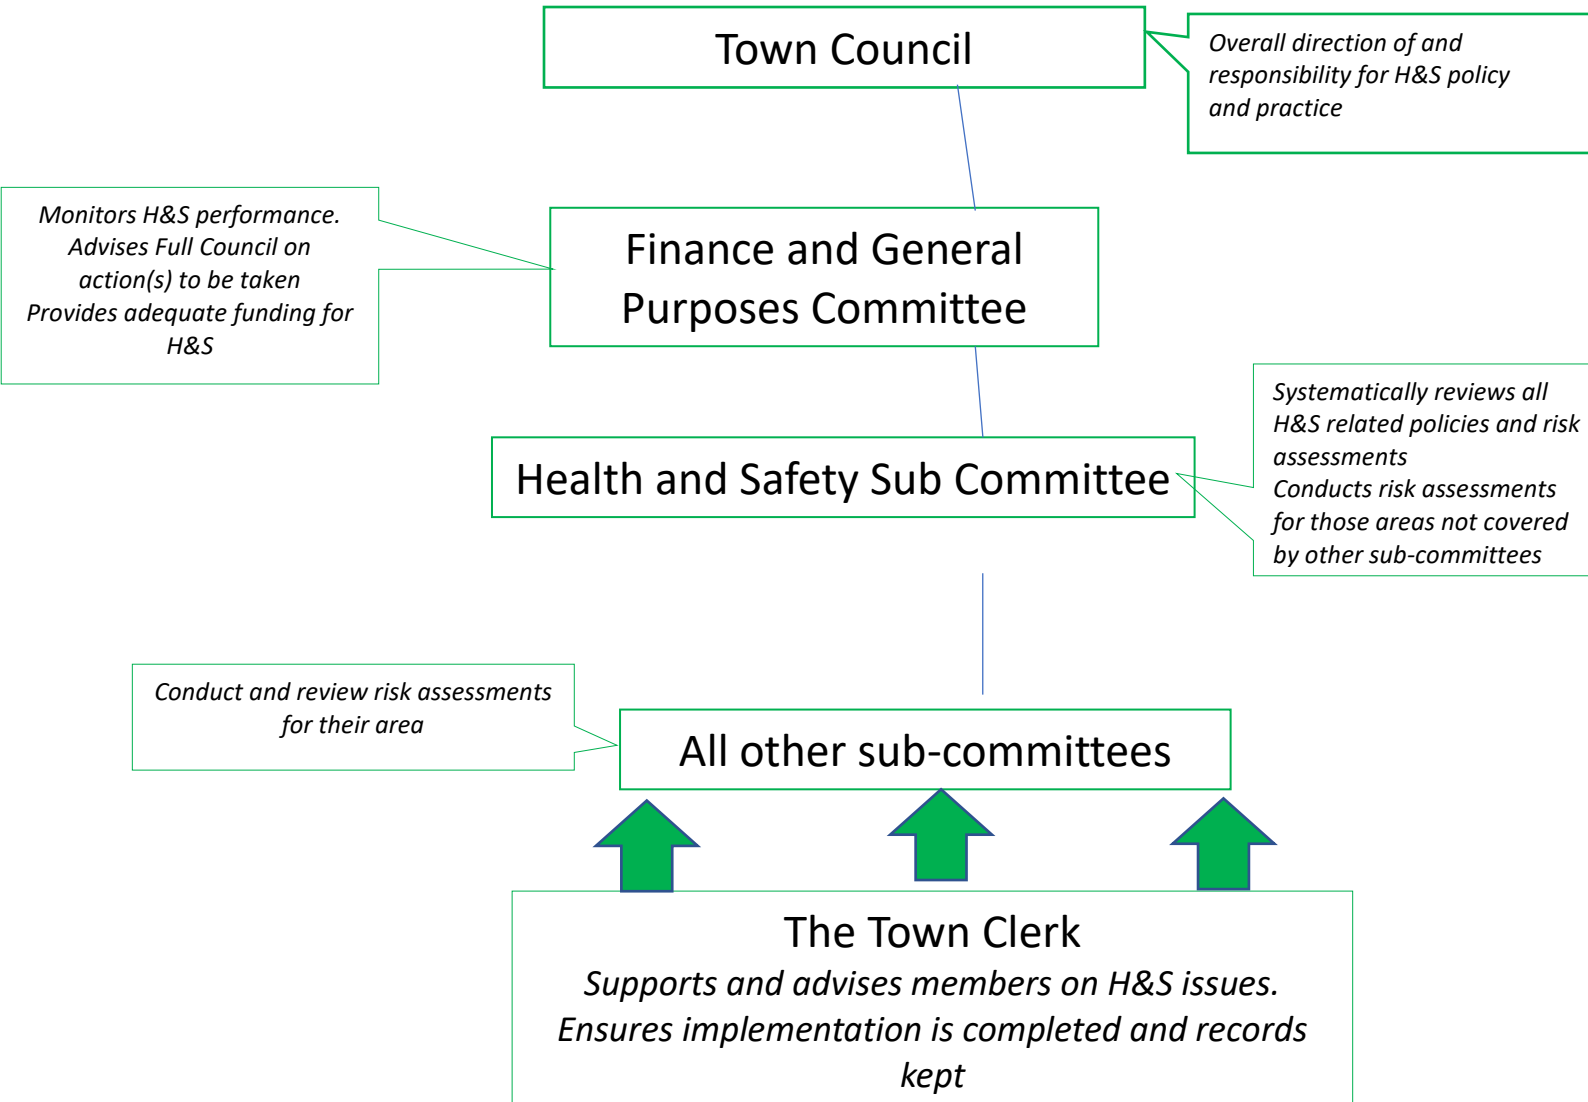 Town Council
Overall direction of and
responsibility for H&S policy
and practice
Monitors H&S performance.
Advises Full Council on
action(s) to be taken
Provides adequate funding for
H&S
Finance and General
Purposes Committee
Health and Safety Sub Committee
Systematically reviews all
H&S related policies and risk
assessments
Conducts risk assessments
for those areas not covered
by other sub-committees
Conduct and review risk assessments
for their area
All other sub-committees
The Town Clerk
Supports and advises members on H&S issues.
Ensures implementation is completed and records
kept